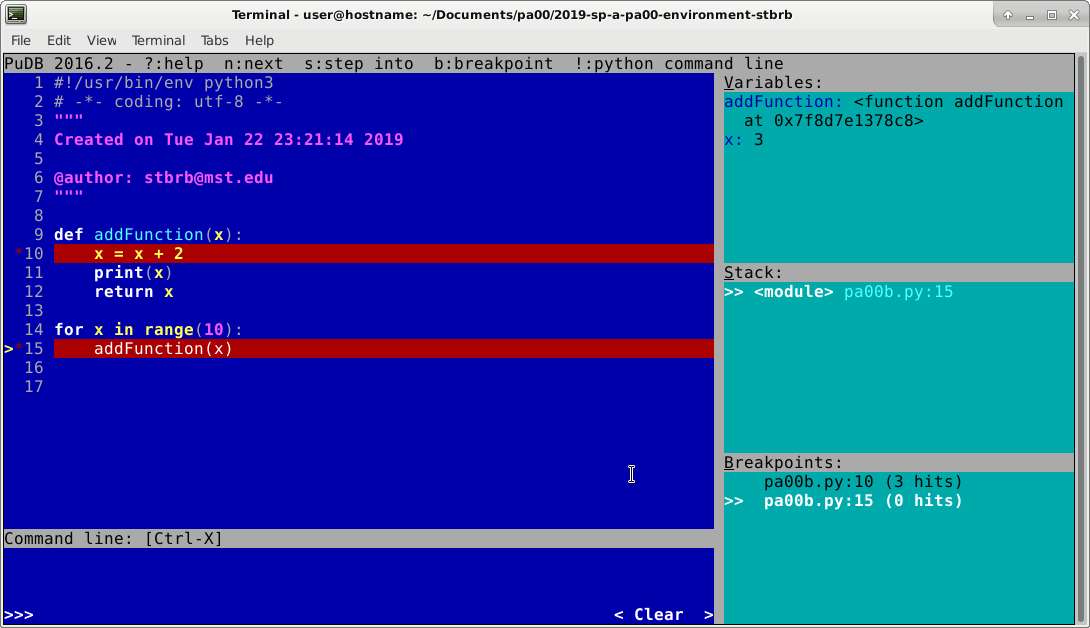 Terminal - user@hostname: ~/Documents/pa00/2019-sp-a-pa00-environment-stbrb
File Edit View Terminal Tabs Help
PuDB 2016.2 - ?:help  n:next  s:step into  b:breakpoint  !:python command line
1 #!/usr/bin/env python3
2 # -*- coding: utf-8 -*-
3 """
4 Created on Tue Jan 22 23:21:14 2019
5
6 @author: stbrb@mst.edu
7 """
8
9 def addFunction(x):
*10     x = x + 2
11     print(x)
12     return x
13
14 for x in range(10):
>*15     addFunction(x)
16
17
Command line: [Ctrl-X]
>>>
< Clear  >
Variables:
addFunction: <function addFunction
at 0x7f8d7e1378c8>
x: 3
Stack:
>> <module> pa00b.py:15
Breakpoints:
pa00b.py:10 (3 hits)
>>  pa00b.py:15 (0 hits)